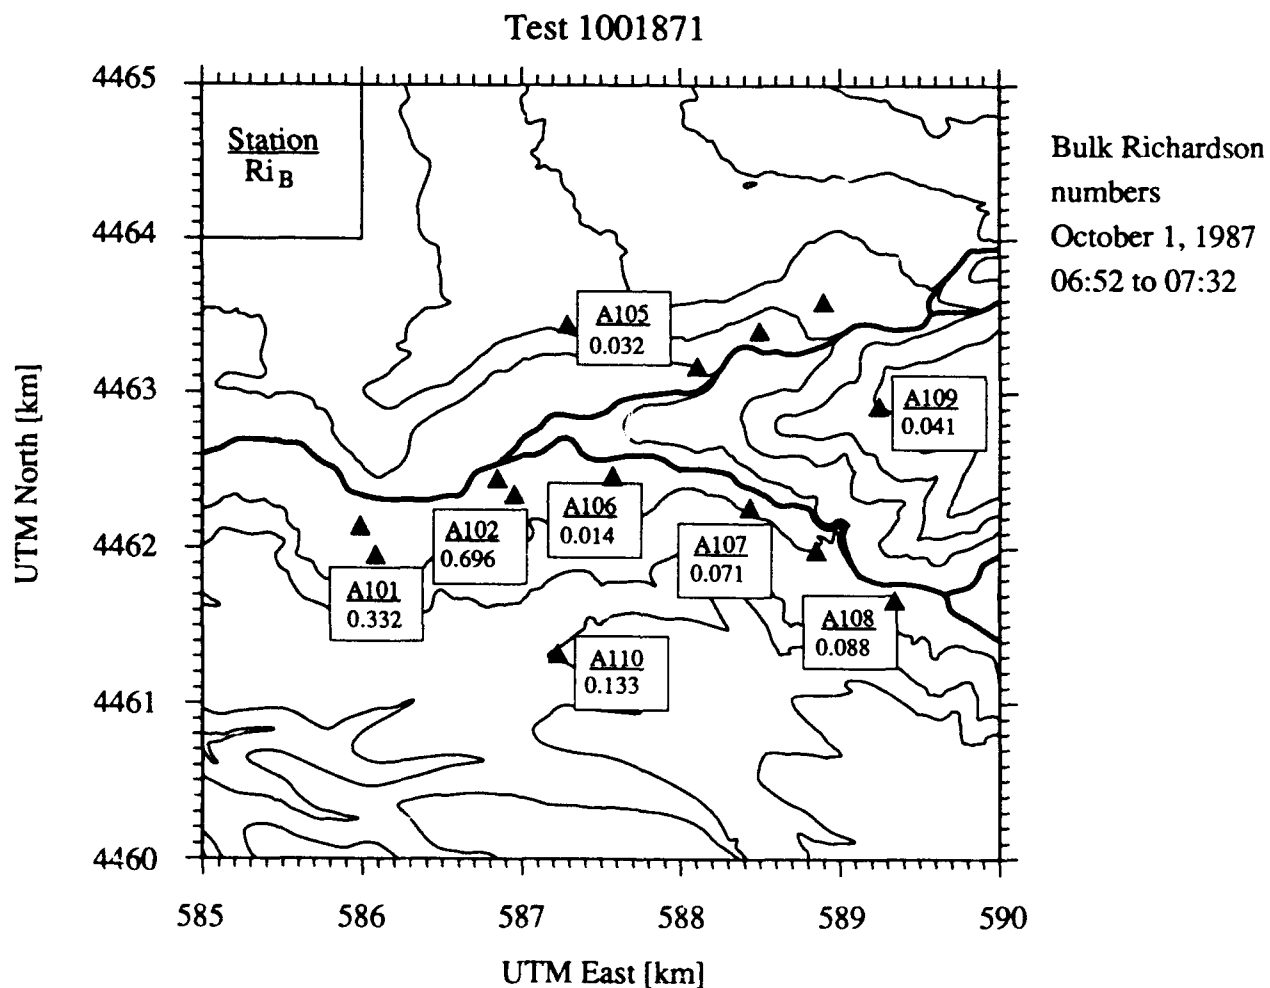 Test 1001871
4465
4464
4463
4462
4461
4460
UTM North [km]
Station
Ri B
Bulk Richardson
numbers
October 1, 1987
06:52 to 07:32
A105
0.032
A109
0.041
A106
0.014
A102
0.696
A107
0.071
A101
0.332
A108
0.088
A110
0.133
585
586
587
588
589
590
UTM East [km]